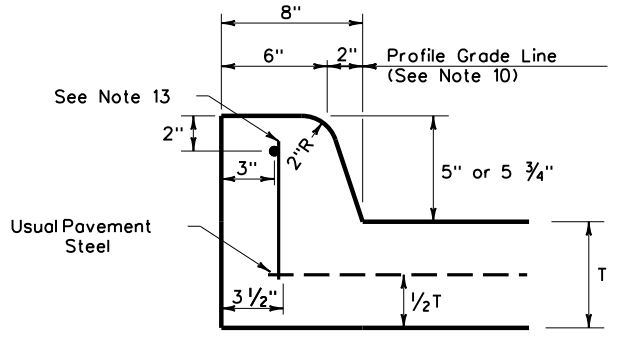 8"
6"
2"
Profile Grade Line
(See Note 10)
See Note 13
2"
3"
2"R
5" or 5 ¾"
Usual Pavement
Steel
3 ½"
½T
T